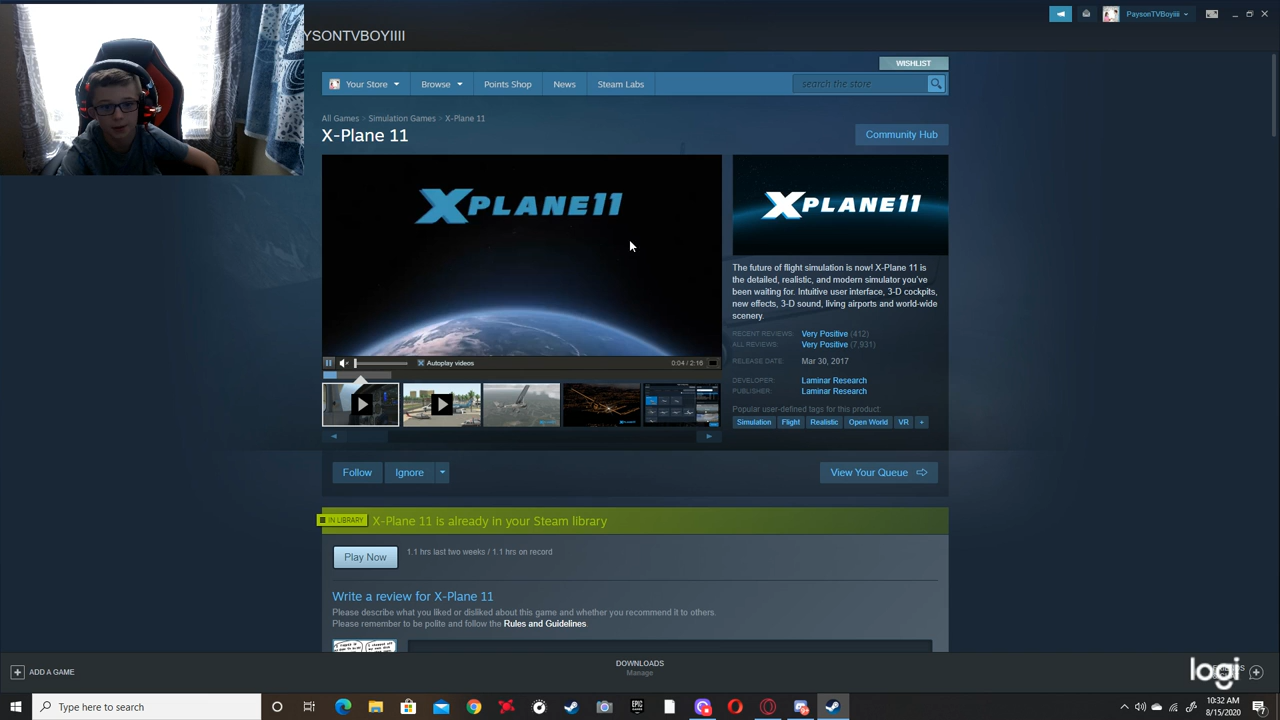 PaysonTVBoyiiii
YSONTVBOYIIII
WISHLIST
Your Store
Browse
Points Shop
News
Steam Labs
search the store
All Games > Simulation Games > X-Plane 11
X-Plane 11
Community Hub
XPLANE11
XPLANE11
The future of flight simulation is now! X-Plane 11 is
the detailed, realistic, and modern simulator you've
been waiting for. Intuitive user interface, 3-D cockpits,
new effects, 3-D sound, living airports and world-wide
scenery.
RECENT REVIEWS: Very Positive (412)
ALL REVIEWS: Very Positive (7,931)
RELEASE DATE: Mar 30, 2017
DEVELOPER: Laminar Research
PUBLISHER: Laminar Research
Popular user-defined tags for this product:
Simulation Flight Realistic Open World VR +
Autoplay videos
0:04 / 2:16
Follow
Ignore
View Your Queue
IN LIBRARY
X-Plane 11 is already in your Steam library
Play Now
1.1 hrs last two weeks / 1.1 hrs on record
Write a review for X-Plane 11
Please describe what you liked or disliked about this game and whether you recommend it to others.
Please remember to be polite and follow the Rules and Guidelines.
ADD A GAME
DOWNLOADS
Manage
logi
Type here to search
EPIC
10:32 AM
8/15/2020